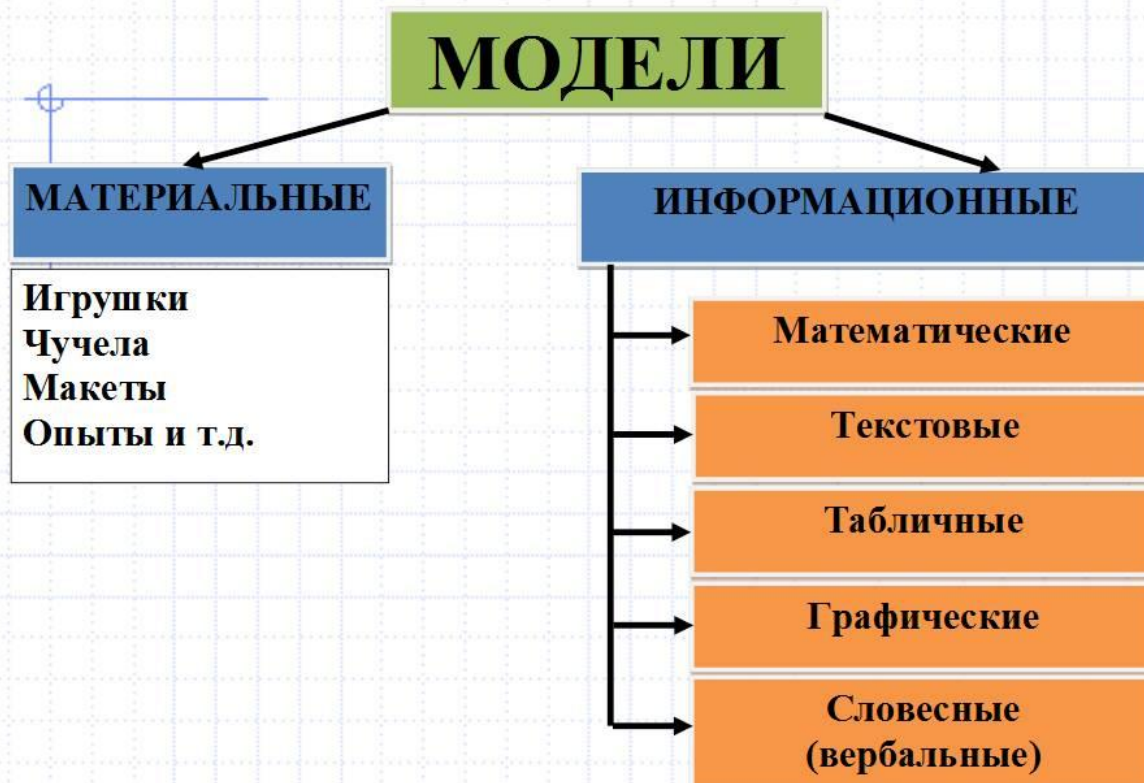 МОДЕЛИ
МАТЕРИАЛЬНЫЕ
Игрушки
Чучела
Макеты
Опыты и т.д.
ИНФОРМАЦИОННЫЕ
Математические
Текстовые
Табличные
Графические
Словесные
(вербальные)